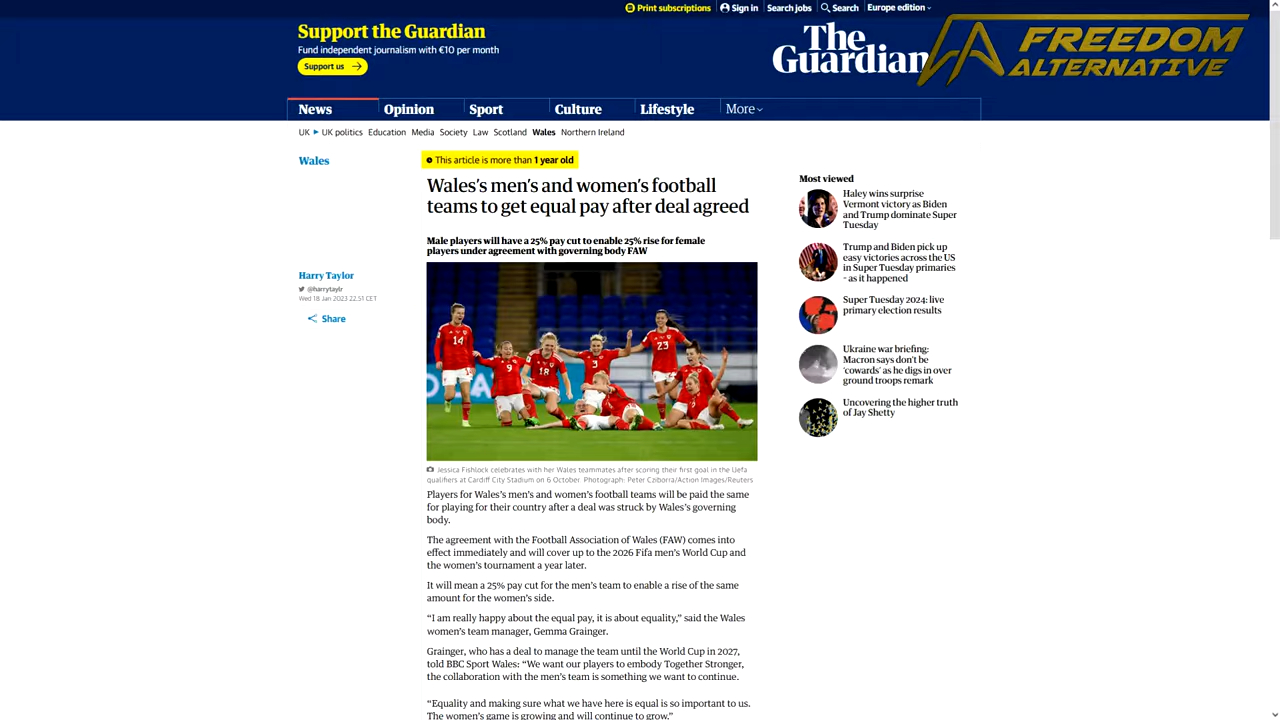 Print subscriptions
Sign in
Search jobs
Search
Europe edition
Support the Guardian
Fund independent journalism with €10 per month
Support us
The
Guardian
FREEDOM
ALTERNATIVE
News
Opinion
Sport
Culture
Lifestyle
More
UK
UK politics
Education
Media
Society
Law
Scotland
Wales
Northern Ireland
Wales
This article is more than 1 year old
Wales's men's and women's football
teams to get equal pay after deal agreed
Male players will have a 25% pay cut to enable 25% rise for female
players under agreement with governing body FAW
Harry Taylor
@harrytaylr
Wed 18 Jan 2023 22.51 CET
Share
14
9
18
3
23
2
Jessica Fishlock celebrates with her Wales teammates after scoring their first goal in the Uefa
qualifiers at Cardiff City Stadium on 6 October. Photograph: Peter Cziborra/Action Images/Reuters
Players for Wales's men's and women's football teams will be paid the same
for playing for their country after a deal was struck by Wales's governing
body.
The agreement with the Football Association of Wales (FAW) comes into
effect immediately and will cover up to the 2026 Fifa men's World Cup and
the women's tournament a year later.
It will mean a 25% pay cut for the men's team to enable a rise of the same
amount for the women's side.
“I am really happy about the equal pay, it is about equality,” said the Wales
women's team manager, Gemma Grainger.
Grainger, who has a deal to manage the team until the World Cup in 2027,
told BBC Sport Wales: “We want our players to embody Together Stronger,
the collaboration with the men's team is something we want to continue.
“Equality and making sure what we have here is equal is so important to us.
The women's game is growing and will continue to grow.”
Most viewed
Haley wins surprise
Vermont victory as Biden
and Trump dominate Super
Tuesday
Trump and Biden pick up
easy victories across the US
in Super Tuesday primaries
– as it happened
Super Tuesday 2024: live
primary election results
Ukraine war briefing:
Macron says don't be
‘cowards’ as he digs in over
ground troops remark
Uncovering the higher truth
of Jay Shetty